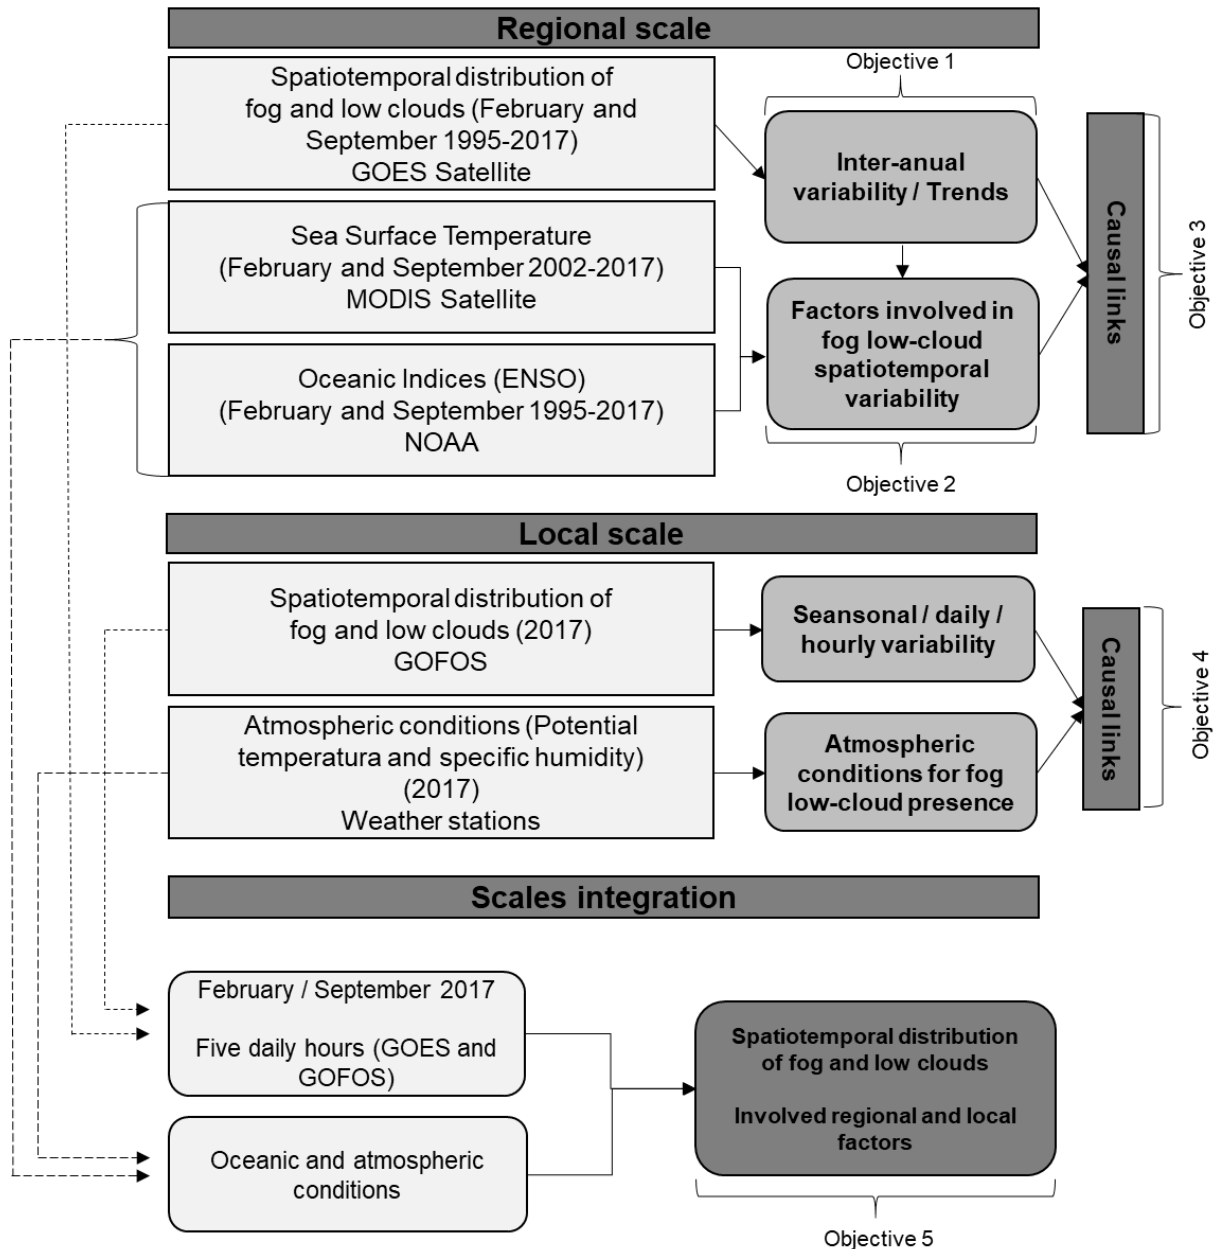 Regional scale
Objective 1
Spatiotemporal distribution of
fog and low clouds (February and
September 1995-2017)
GOES Satellite
Inter-anual
variability / Trends
Sea Surface Temperature
(February and September 2002-2017)
MODIS Satellite
Factors involved in
fog low-cloud
spatiotemporal
variability
Oceanic Indices (ENSO)
(February and September 1995-2017)
NOAA
Objective 2
Causal links
Objective 3
Local scale
Spatiotemporal distribution of
fog and low clouds (2017)
GOFOS
Seansonal / daily /
hourly variability
Atmospheric conditions (Potential
temperatura and specific humidity)
(2017)
Weather stations
Atmospheric
conditions for fog
low-cloud presence
Causal links
Objective 4
Scales integration
February / September 2017
Five daily hours (GOES and
GOFOS)
Oceanic and atmospheric
conditions
Spatiotemporal distribution
of fog and low clouds
Involved regional and local
factors
Objective 5